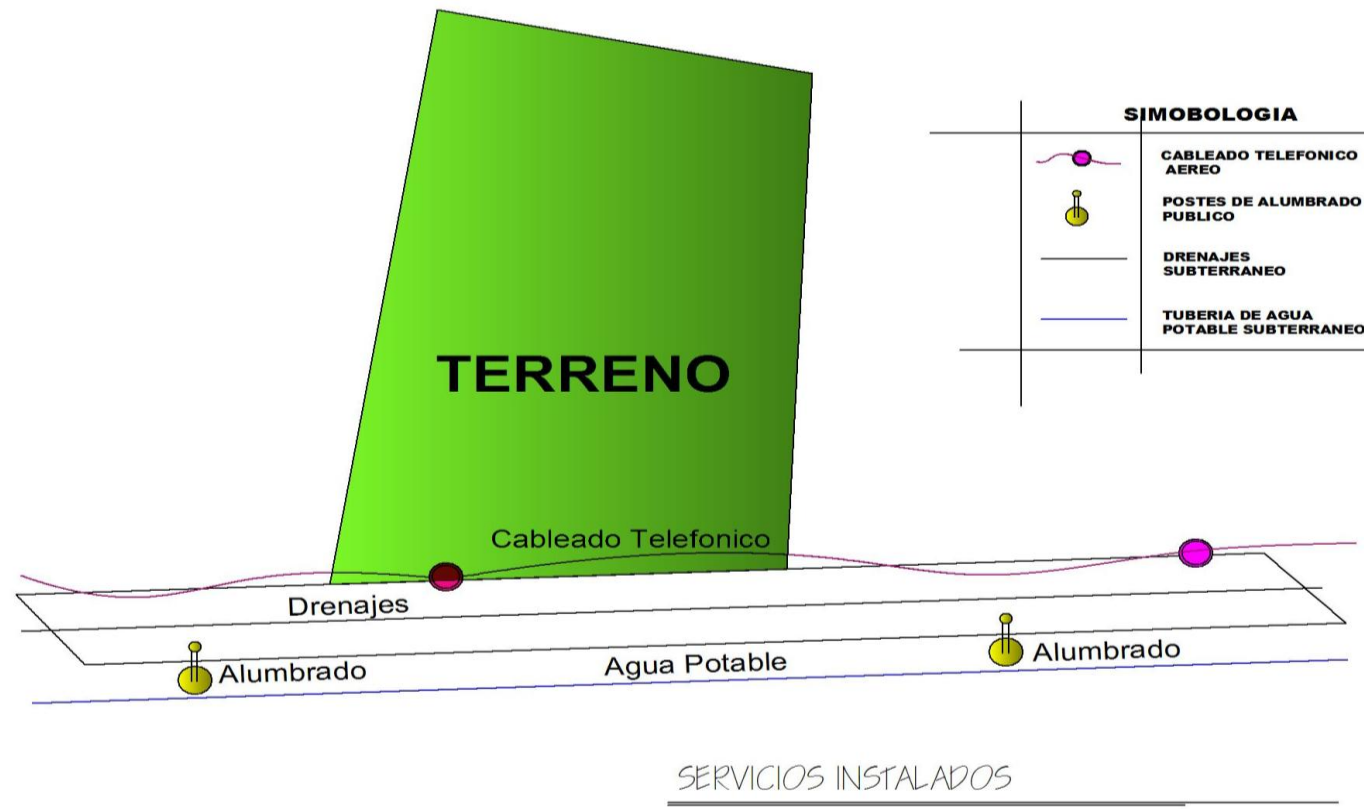 SIMOBOLOGIA
CABLEADO TELEFONICO
AEREO
POSTES DE ALUMBRADO
PUBLICO
DRENAJES
SUBTERRANEO
TUBERIA DE AGUA
POTABLE SUBTERRANEO
TERRENO
Cableado Telefonico
Drenajes
Alumbrado
Agua Potable
Alumbrado
SERVICIOS INSTALADOS